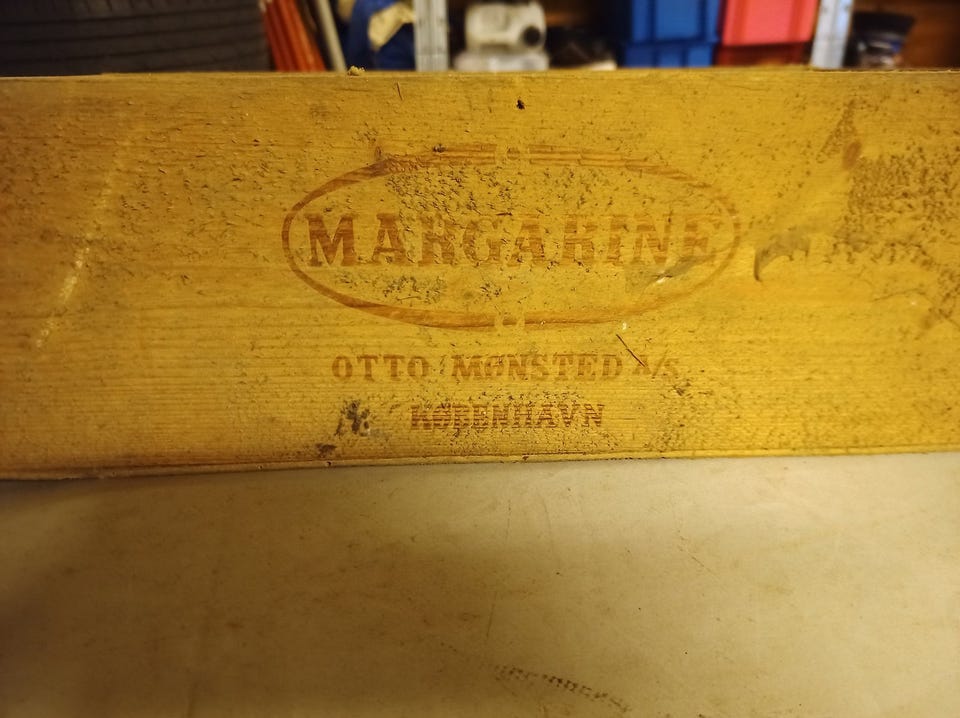 MARGARINE
OTTO MØNSTED A/S
KØBENHAVN